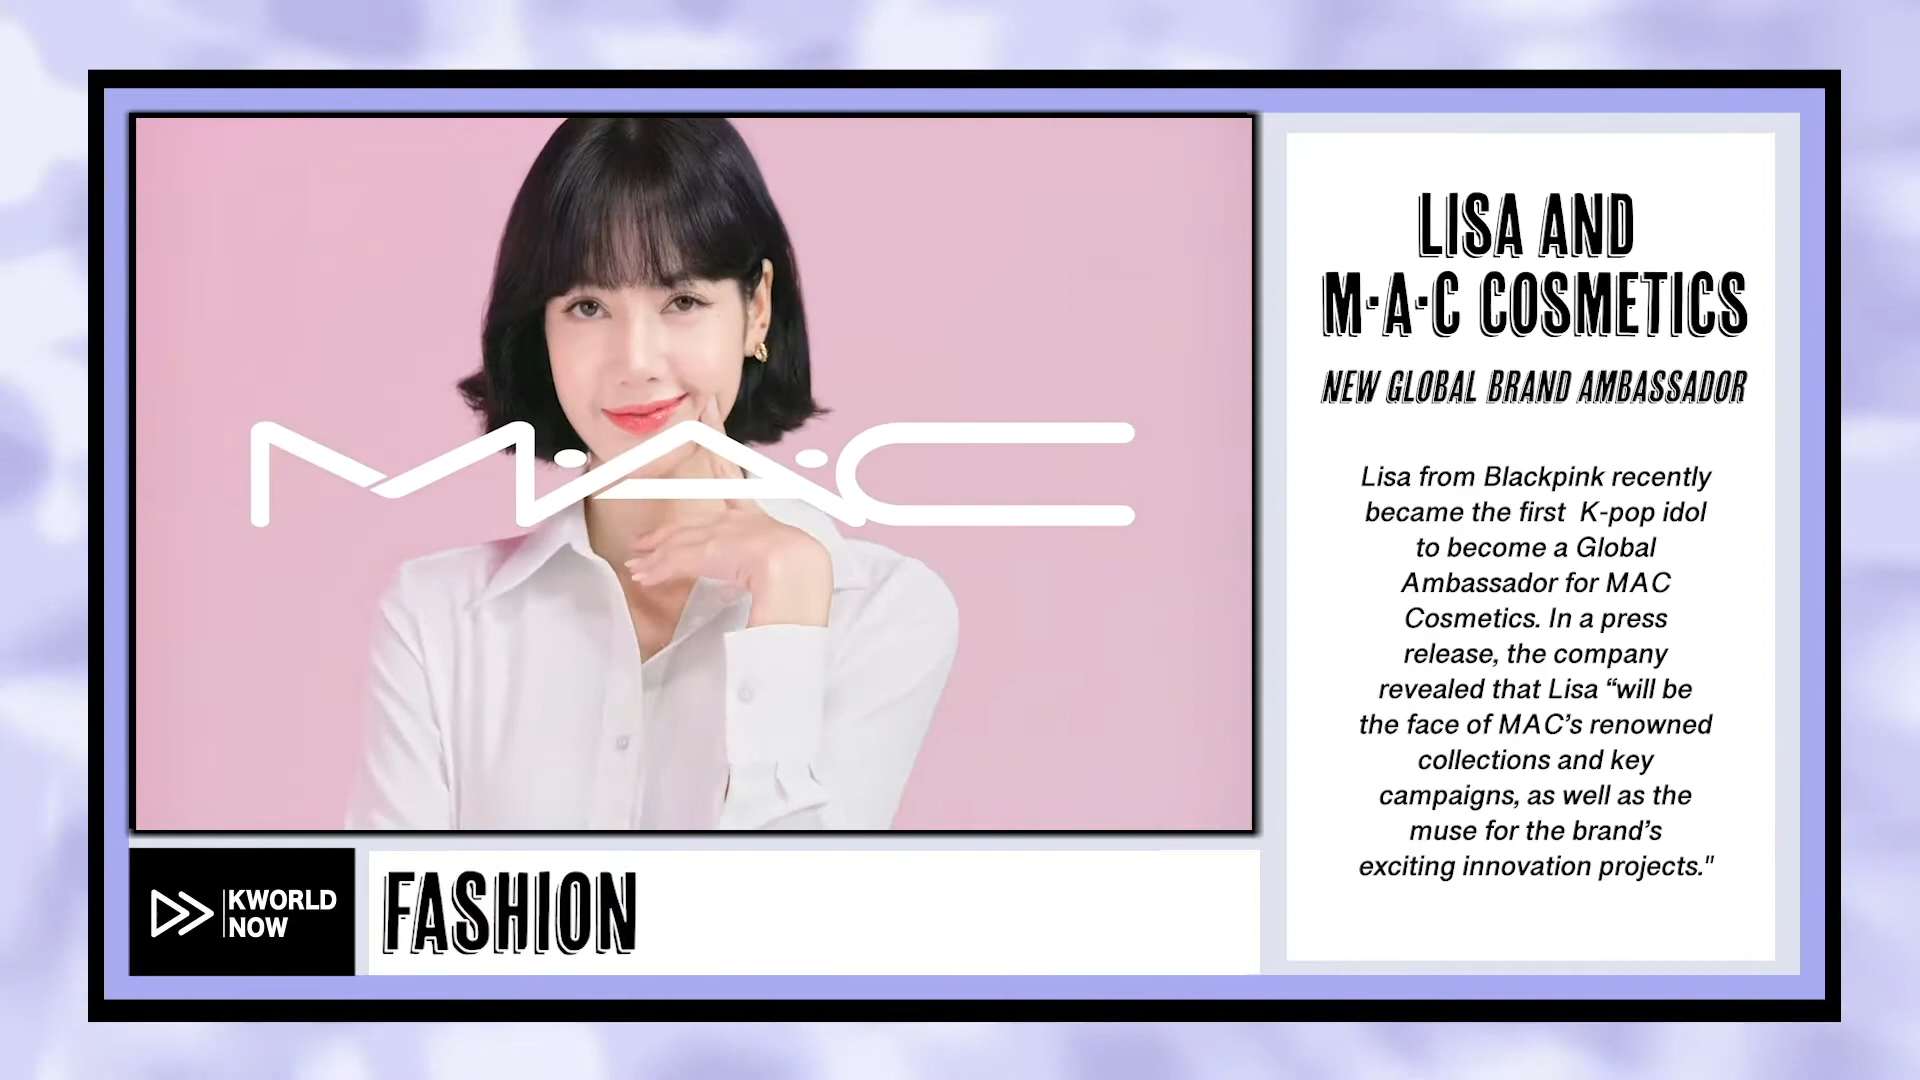 M·A·C
LISA AND
M·A·C COSMETICS
NEW GLOBAL BRAND AMBASSADOR
Lisa from Blackpink recently
became the first K-pop idol
to become a Global
Ambassador for MAC
Cosmetics. In a press
release, the company
revealed that Lisa “will be
the face of MAC’s renowned
collections and key
campaigns, as well as the
muse for the brand’s
exciting innovation projects."
KWORLD
NOW
FASHION